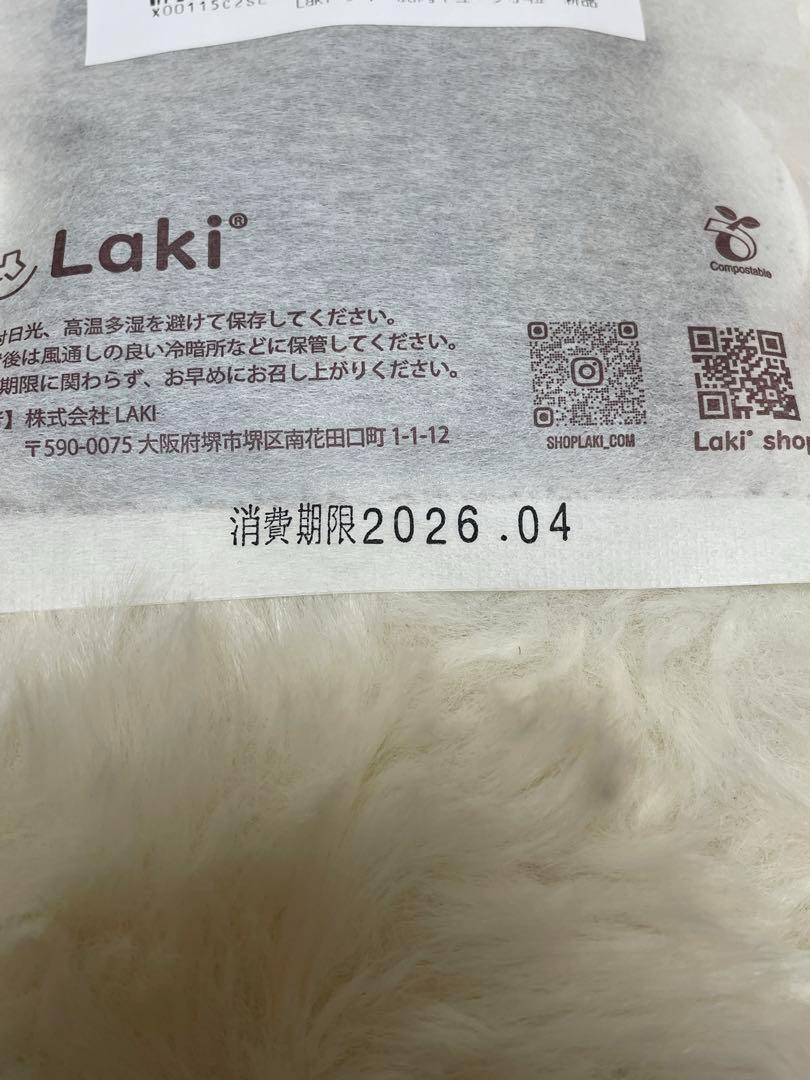 X00115C2SL
Laki®
日光、高温多湿を避けて保存してください。
後は風通しの良い冷暗所などに保管してください。
期限に関わらず、お早めにお召し上がりください。
】株式会社 LAKI
〒590-0075 大阪府堺市堺区南花田口町 1-1-12
Compostable
SHOPLAKI_COM
Laki® shop
消費期限2026.04